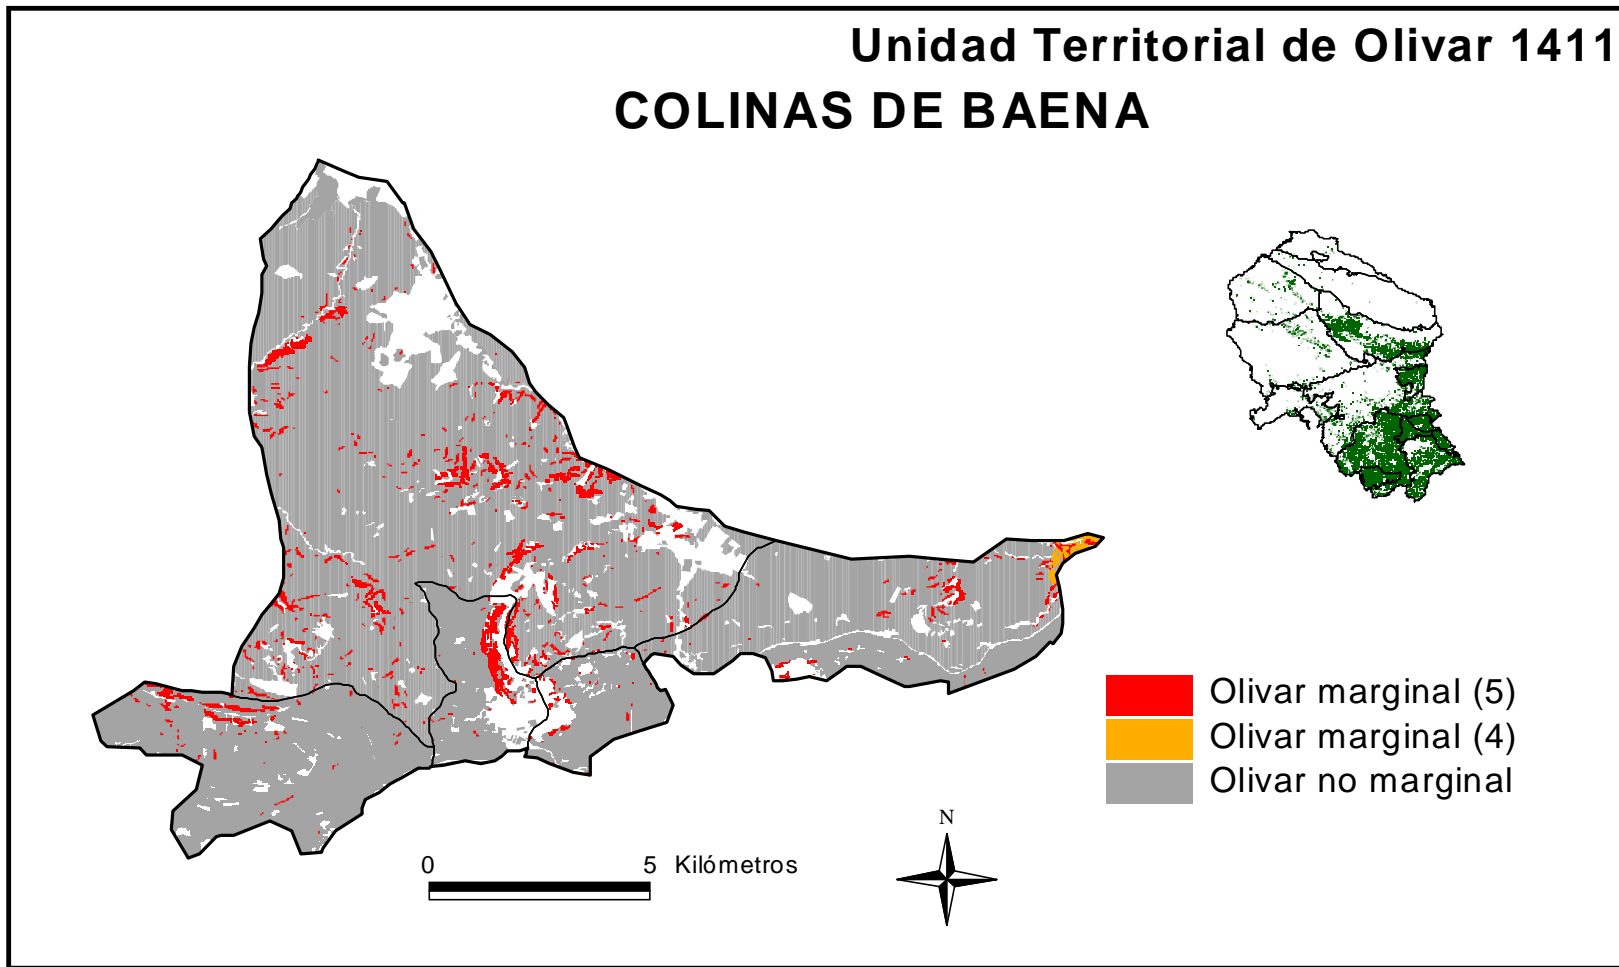 Unidad Territorial de Olivar 1411
COLINAS DE BAENA
Olivar marginal (5)
Olivar marginal (4)
Olivar no marginal
N
0 5 Kilómetros